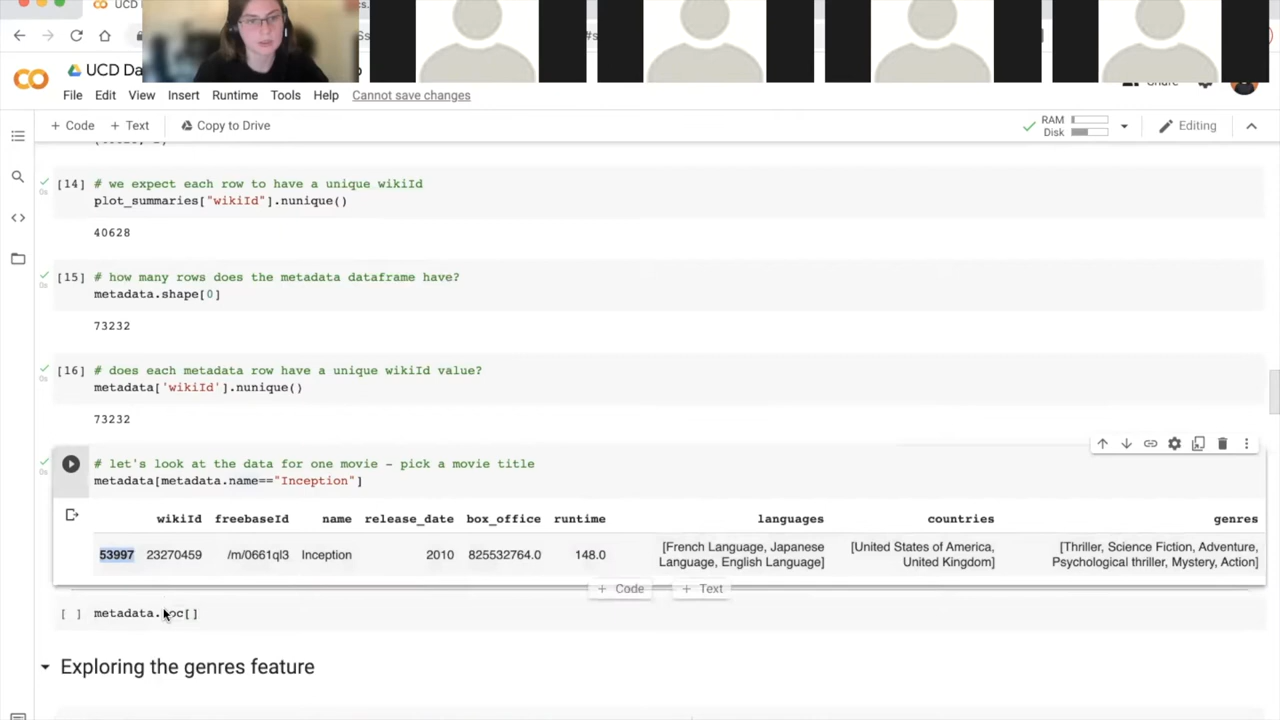 UCD Da
File Edit View Insert Runtime Tools Help Cannot save changes
+ Code + Text Copy to Drive
RAM
Disk
Editing
[14] # we expect each row to have a unique wikiId
plot_summaries["wikiId"].nunique()
40628
[15] # how many rows does the metadata dataframe have?
metadata.shape[0]
73232
[16] # does each metadata row have a unique wikiId value?
metadata['wikiId'].nunique()
73232
# let's look at the data for one movie - pick a movie title
metadata[metadata.name=="Inception"]
wikiId freebaseId name release_date box_office runtime languages countries genres
53997 23270459 /m/0661ql3 Inception 2010 825532764.0 148.0 [French Language, Japanese Language, English Language] [United States of America, United Kingdom] [Thriller, Science Fiction, Adventure, Psychological thriller, Mystery, Action]
+ Code + Text
[ ] metadata. oc[]
Exploring the genres feature